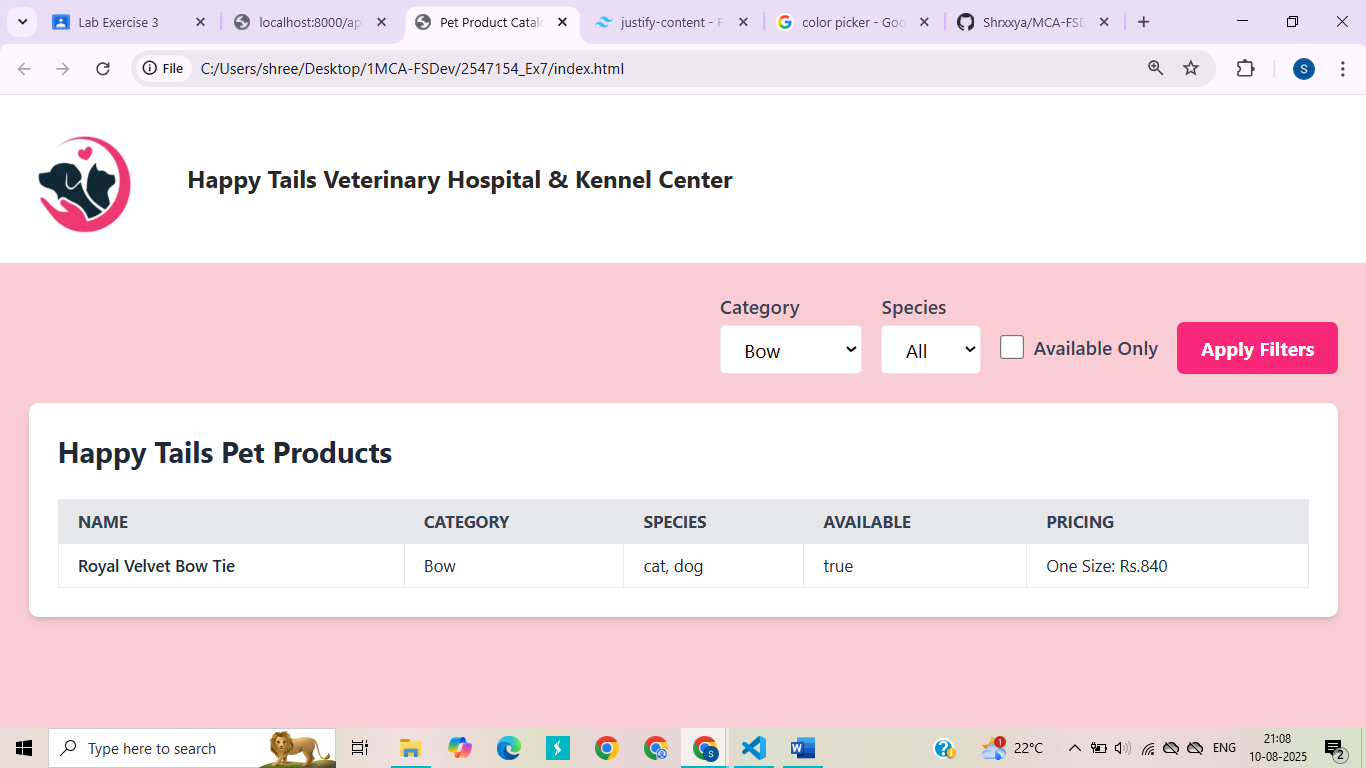 Lab Exercise 3
localhost:8000/ap
Pet Product Catalo
justify-content - F
color picker - Goo
Shrxxya/MCA-FSD
File
C:/Users/shree/Desktop/1MCA-FSDev/2547154_Ex7/index.html
S
Happy Tails Veterinary Hospital & Kennel Center
Category
Species
Bow
All
Available Only
Apply Filters
Happy Tails Pet Products
NAME CATEGORY SPECIES AVAILABLE PRICING
Royal Velvet Bow Tie Bow cat, dog true One Size: Rs.840
Type here to search
22°C
ENG
21:08
10-08-2025
2